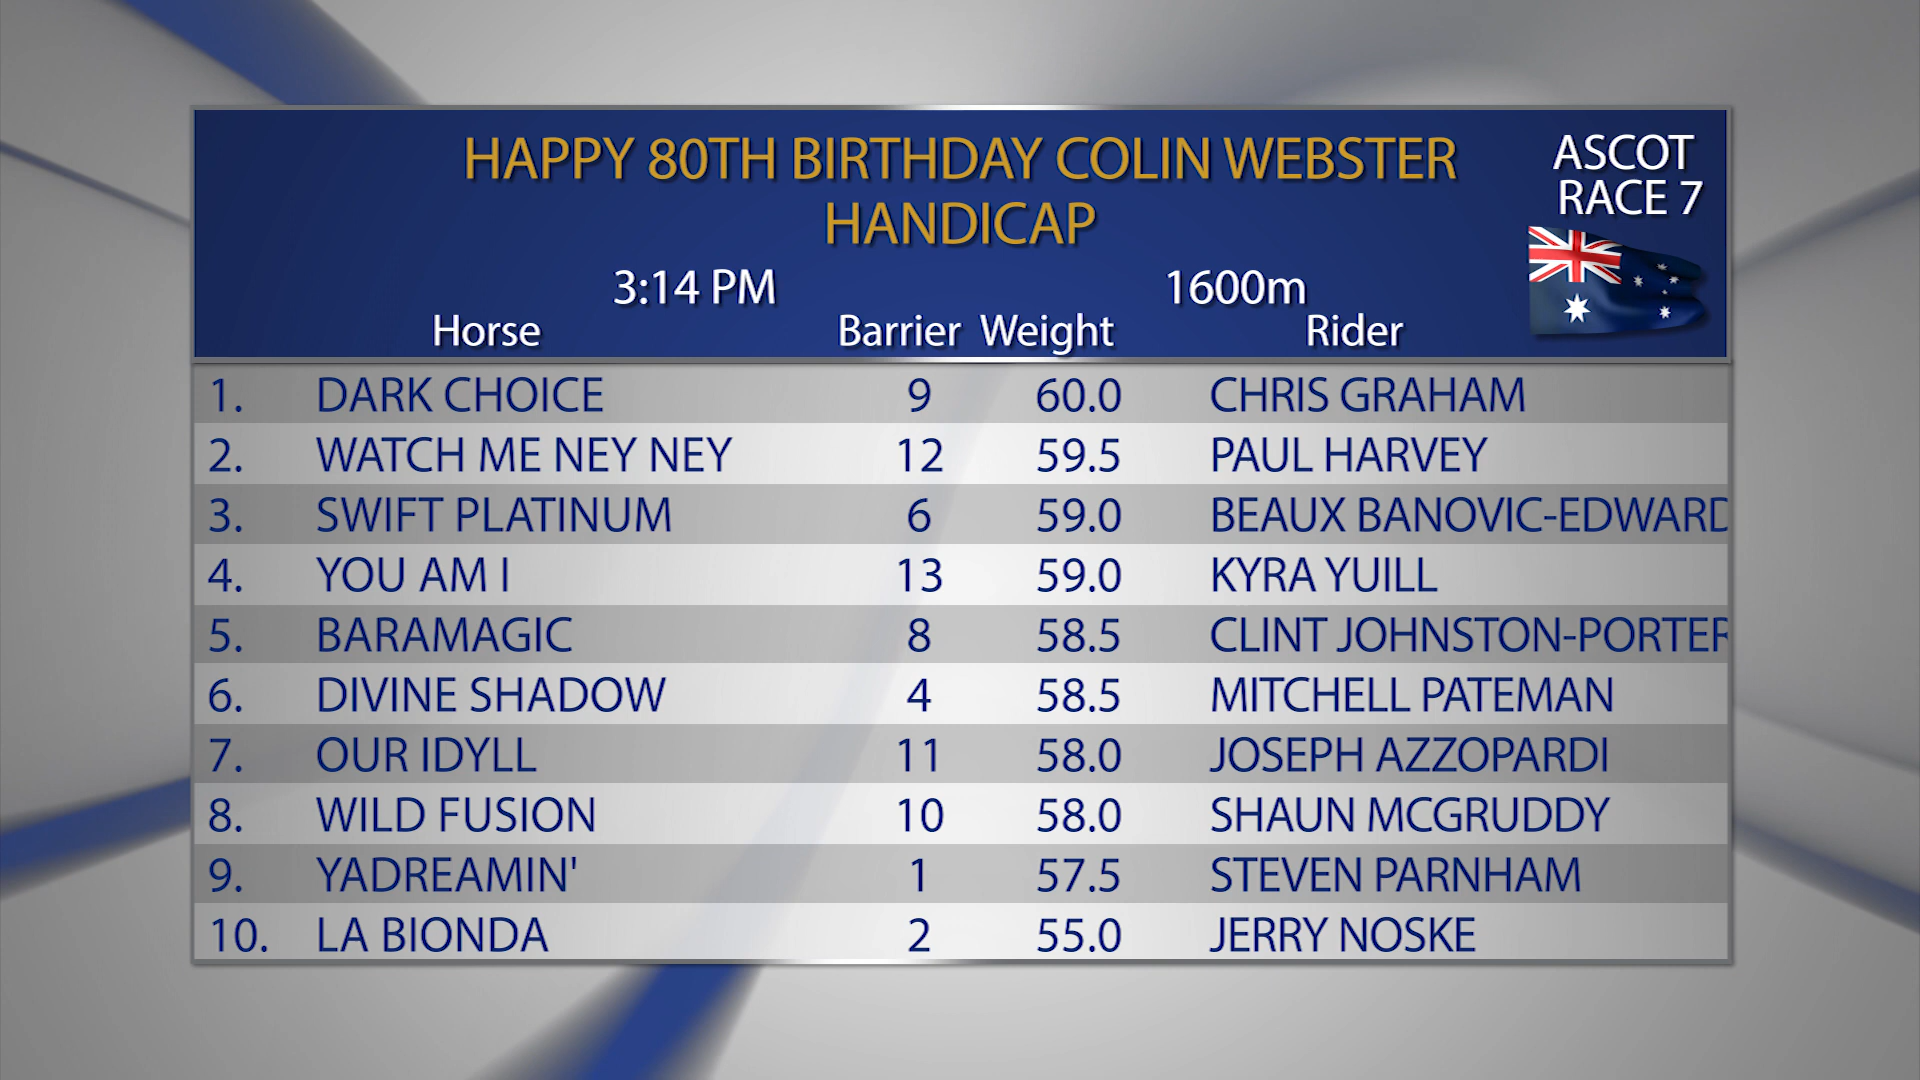 HAPPY 80TH BIRTHDAY COLIN WEBSTER
HANDICAP
ASCOT
RACE 7
3:14 PM 1600m
Horse Barrier Weight Rider
1. DARK CHOICE 9 60.0 CHRIS GRAHAM
2. WATCH ME NEY NEY 12 59.5 PAUL HARVEY
3. SWIFT PLATINUM 6 59.0 BEAUX BANOVIC-EDWARD
4. YOU AM I 13 59.0 KYRA YUILL
5. BARAMAGIC 8 58.5 CLINT JOHNSTON-PORTER
6. DIVINE SHADOW 4 58.5 MITCHELL PATEMAN
7. OUR IDYLL 11 58.0 JOSEPH AZZOPARDI
8. WILD FUSION 10 58.0 SHAUN MCGRUDDY
9. YADREAMIN' 1 57.5 STEVEN PARNHAM
10. LA BIONDA 2 55.0 JERRY NOSKE